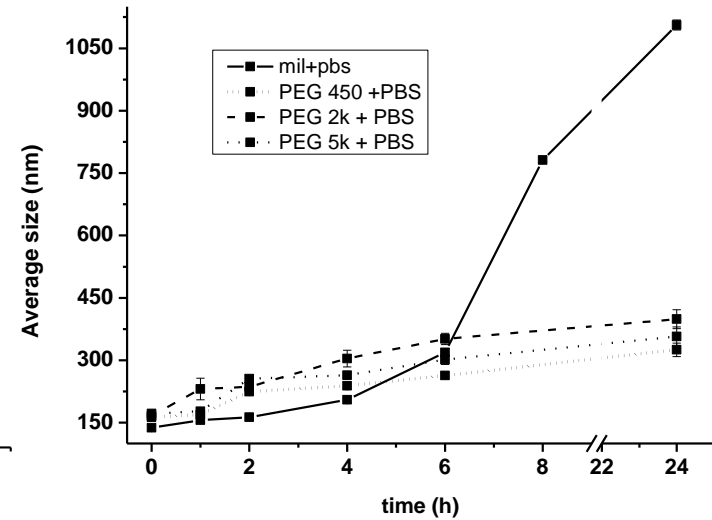 1050
900
750
600
450
300
150
Average size (nm)
mil+pbs
PEG 450 +PBS
PEG 2k + PBS
PEG 5k + PBS
0 2 4 6 8 22 24
time (h)